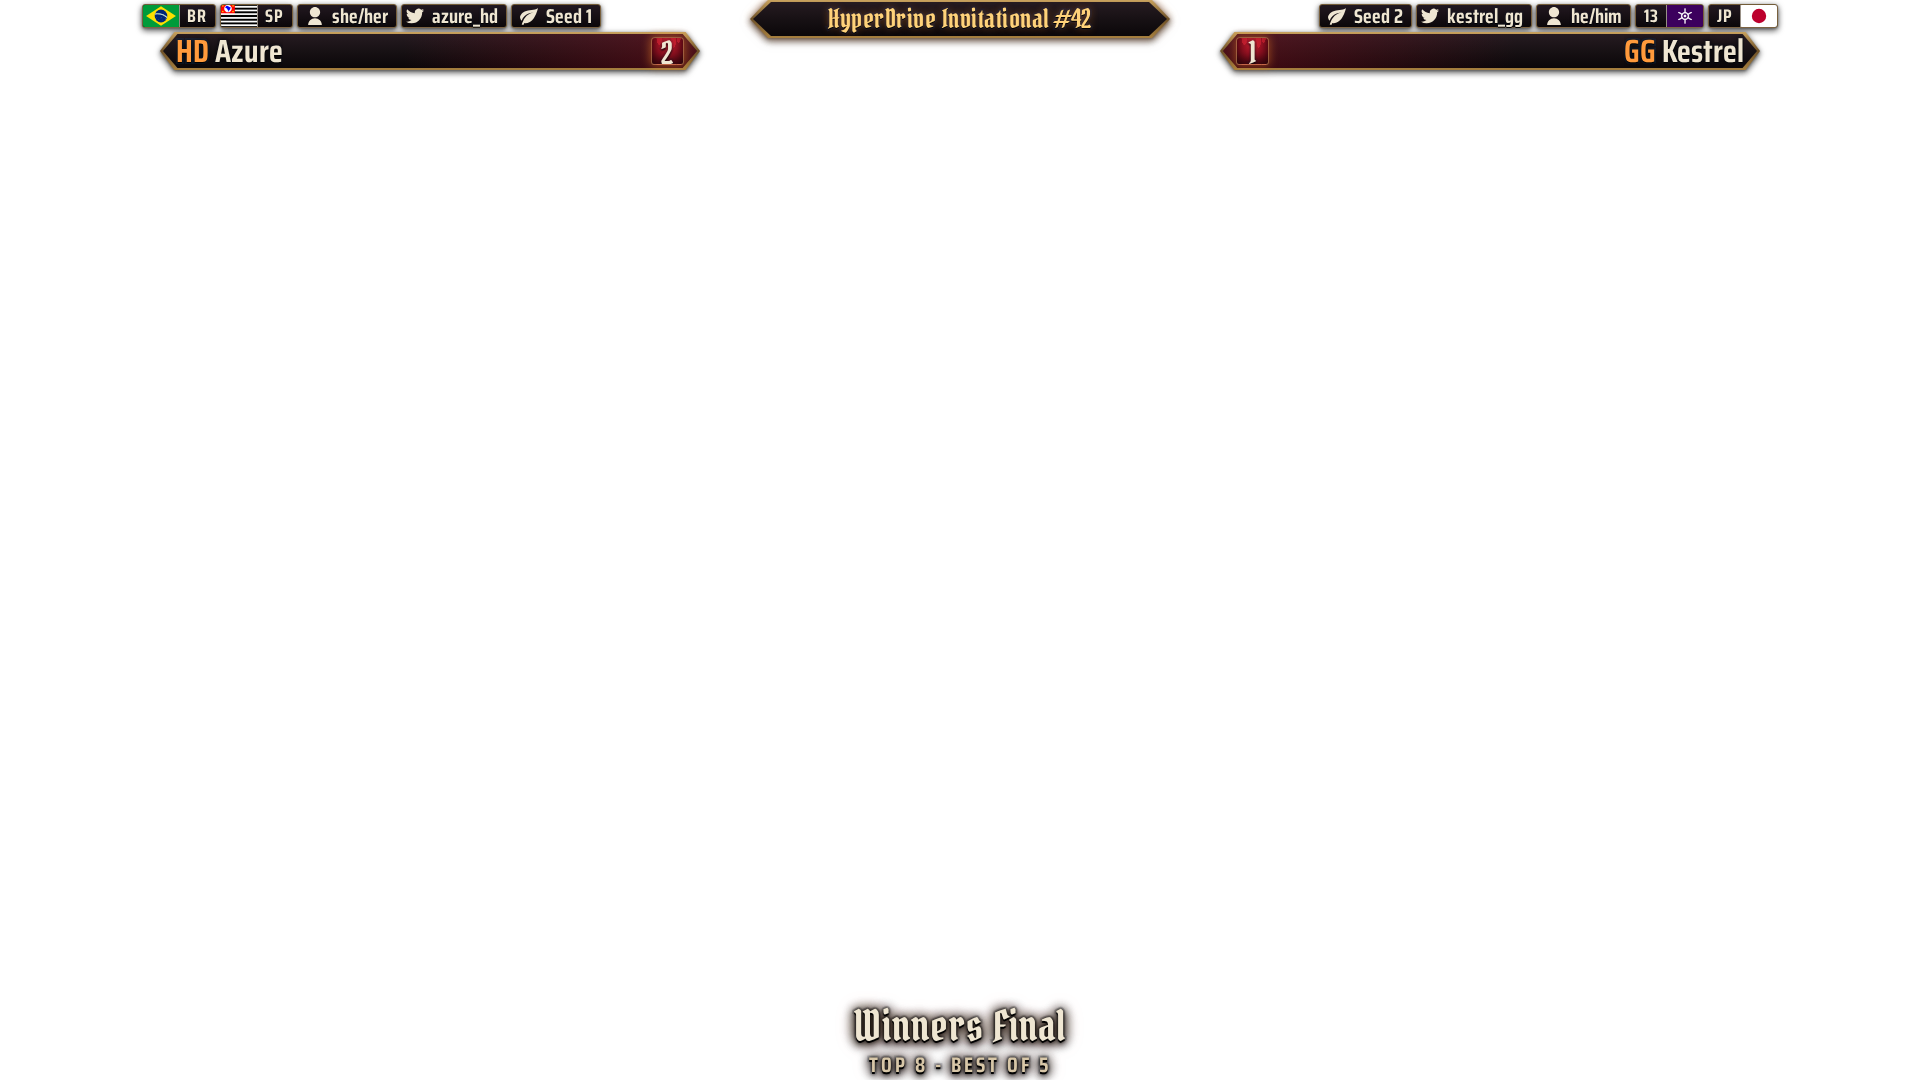 BR SP she/her azure_hd Seed 1
HD Azure 2
HyperDrive Invitational #42
Seed 2 kestrel_gg he/him 13 JP
1 GG Kestrel
Winners Final
TOP 8 - BEST OF 5